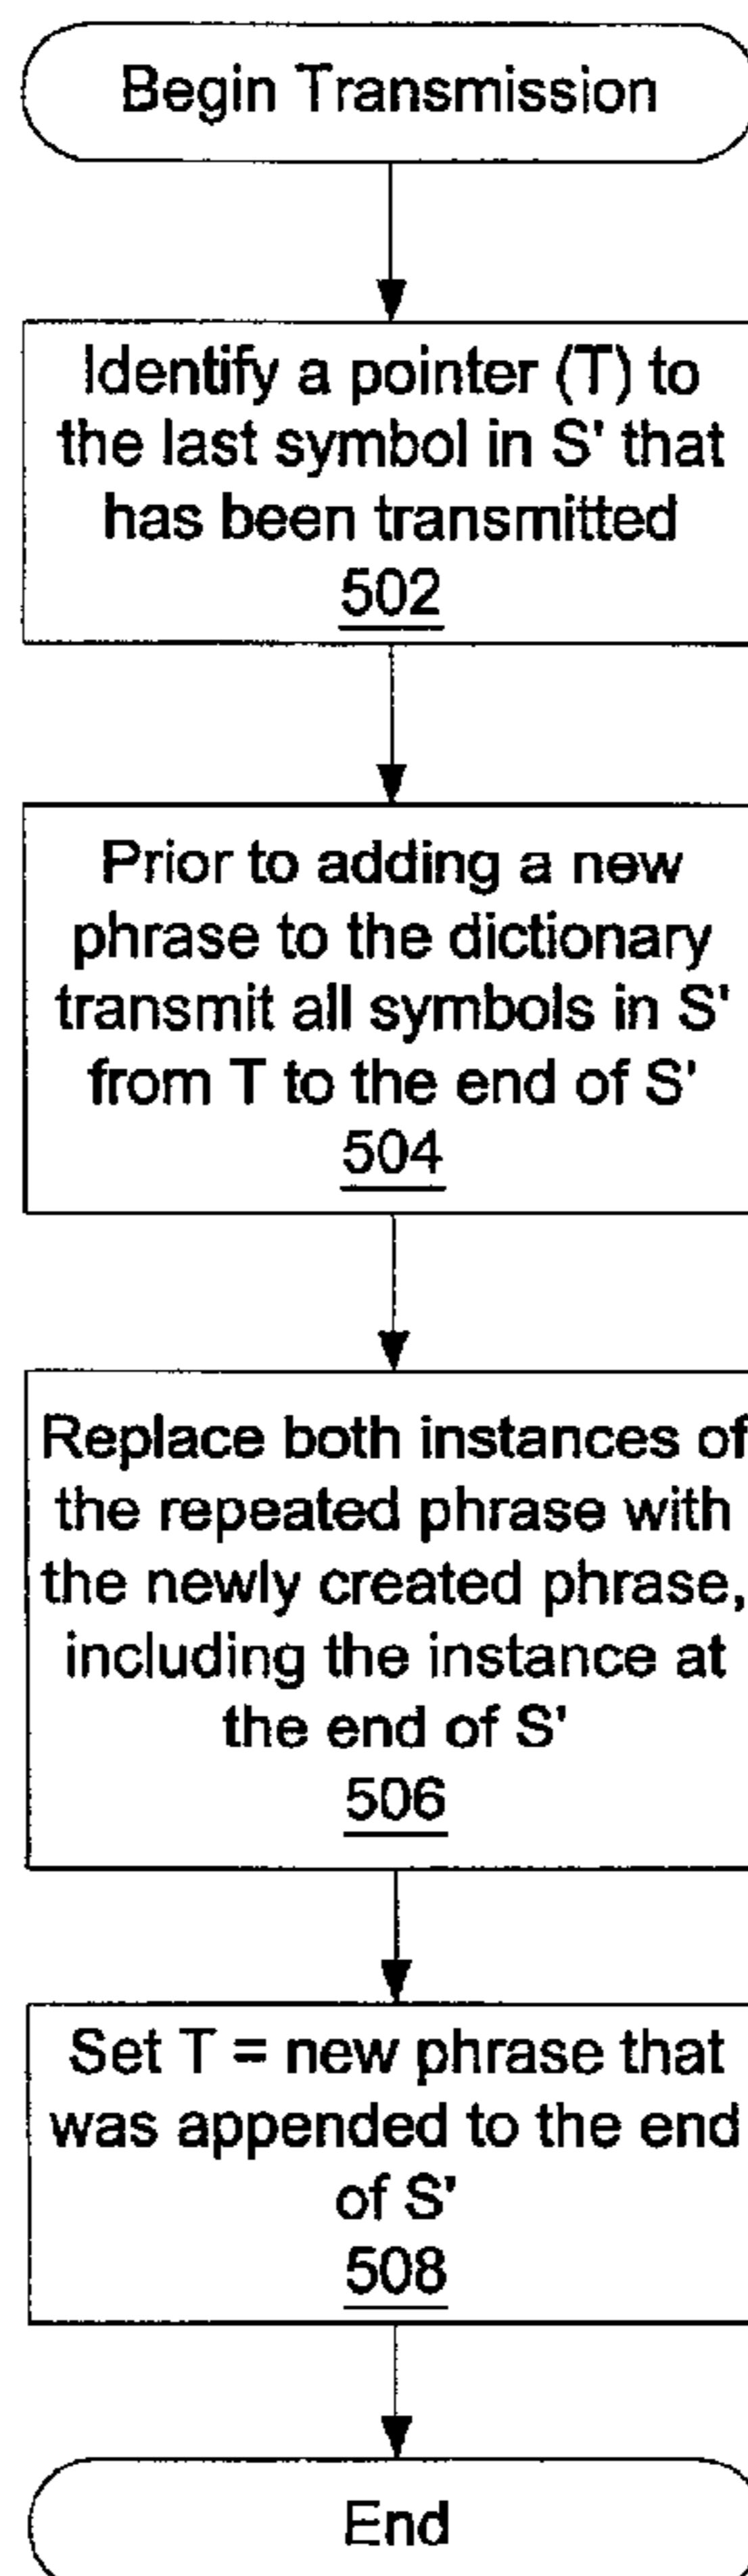 Begin Transmission
Identify a pointer (T) to
the last symbol in S' that
has been transmitted
502
Prior to adding a new
phrase to the dictionary
transmit all symbols in S'
from T to the end of S'
504
Replace both instances of
the repeated phrase with
the newly created phrase,
including the instance at
the end of S'
506
Set T = new phrase that
was appended to the end
of S'
508
End